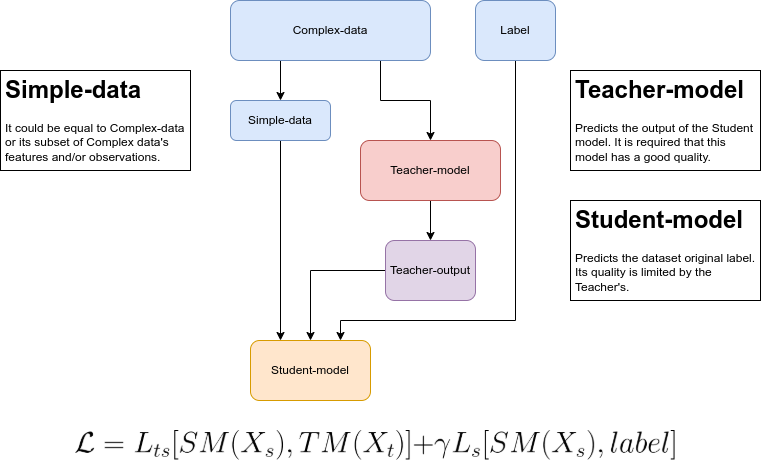 Complex-data
Label
Simple-data
It could be equal to Complex-data
or its subset of Complex data's
features and/or observations.
Simple-data
Teacher-model
Predicts the output of the Student
model. It is required that this
model has a good quality.
Teacher-model
Student-model
Predicts the dataset original label.
Its quality is limited by the
Teacher's.
Teacher-output
Student-model
ℒ = L_{ts}[SM(X_s), TM(X_t)]+γL_s[SM(X_s), label]